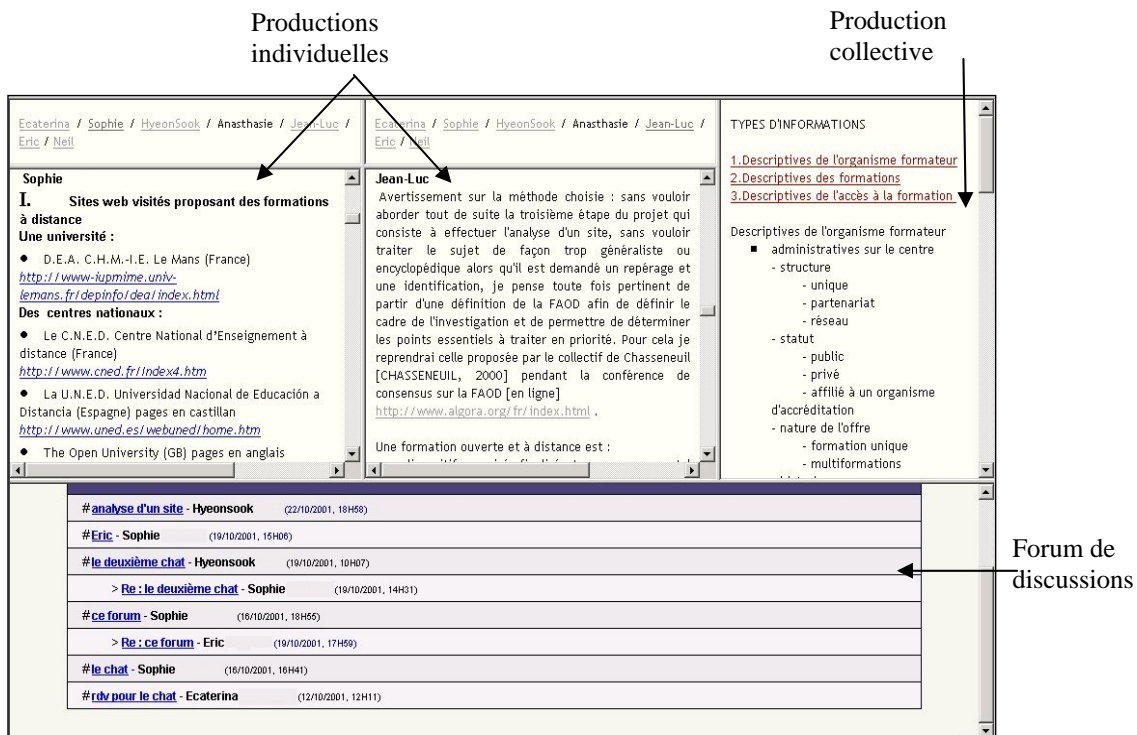 Productions
individuelles
Production
collective
Ecaterina / Sophie / HyeonSook / Anasthasie / Jean-Luc /
Eric / Neil
Sophie
I. Sites web visités proposant des formations
à distance
Une université :
● D.E.A. C.H.M.-I.E. Le Mans (France)
http://www-iupmime.univ-
lemans.fr/depinfo/dea/index.html
Des centres nationaux :
● Le C.N.E.D. Centre National d'Enseignement à
distance (France)
http://www.cned.fr/Index4.htm
● La U.N.E.D. Universidad Nacional de Educación a
Distancia (Espagne) pages en castillan
http://www.uned.es/webuned/home.htm
● The Open University (GB) pages en anglais
Ecaterina / Sophie / HyeonSook / Anasthasie / Jean-Luc /
Eric / Neil
Jean-Luc
Avertissement sur la méthode choisie : sans vouloir
aborder tout de suite la troisième étape du projet qui
consiste à effectuer l'analyse d'un site, sans vouloir
traiter le sujet de façon trop généraliste ou
encyclopédique alors qu'il est demandé un repérage et
une identification, je pense toute fois pertinent de
partir d'une définition de la FAOD afin de définir le
cadre de l'investigation et de permettre de déterminer
les points essentiels à traiter en priorité. Pour cela je
reprendrai celle proposée par le collectif de Chasseneuil
[CHASSENEUIL, 2000] pendant la conférence de
consensus sur la FAOD [en ligne]
http://www.algora.org/fr/index.html .
Une formation ouverte et à distance est :
TYPES D'INFORMATIONS
1.Descriptives de l'organisme formateur
2.Descriptives des formations
3.Descriptives de l'accès à la formation
Descriptives de l'organisme formateur
■ administratives sur le centre
- structure
- unique
- partenariat
- réseau
- statut
- public
- privé
- affilié à un organisme
d'accréditation
- nature de l'offre
- formation unique
- multiformations
#analyse d'un site - Hyeonsook (22/10/2001, 18H58)
#Eric - Sophie (19/10/2001, 15H06)
#le deuxième chat - Hyeonsook (19/10/2001, 10H07)
> Re : le deuxième chat - Sophie (19/10/2001, 14H31)
#ce forum - Sophie (16/10/2001, 18H55)
> Re : ce forum - Eric (19/10/2001, 17H59)
#le chat - Sophie (16/10/2001, 16H41)
#rdv pour le chat - Ecaterina (12/10/2001, 12H11)
Forum de
discussions